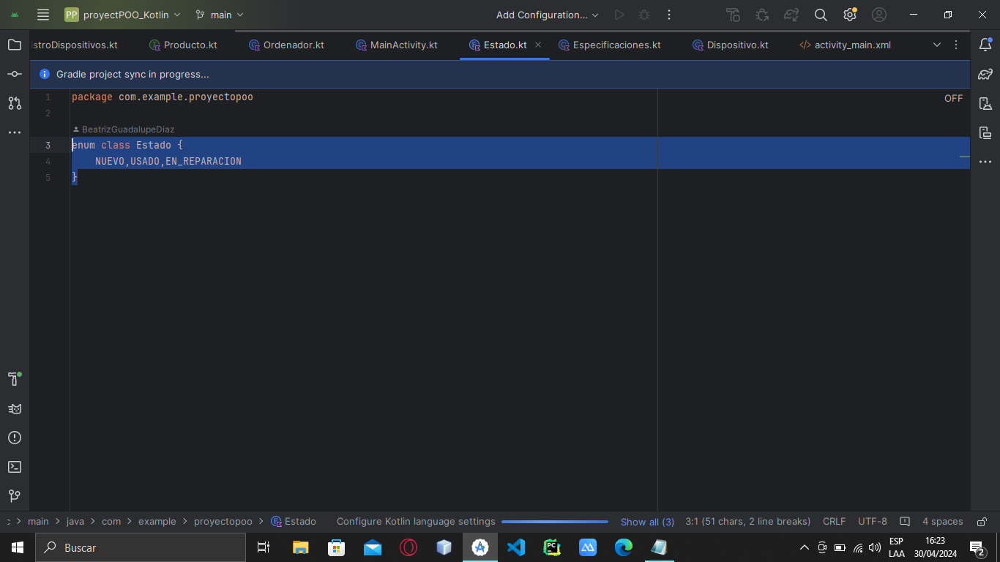 PP proyectPOO_Kotlin main Add Configuration...
stroDispositivos.kt Producto.kt Ordenador.kt MainActivity.kt Estado.kt Especificaciones.kt Dispositivo.kt </> activity_main.xml
Gradle project sync in progress...
1 package com.example.proyectopoo OFF
2
BeatrizGuadalupeDiaz
3 enum class Estado {
4 NUEVO,USADO,EN_REPARACION
5 }
c > main > java > com > example > proyectopoo > Estado Configure Kotlin language settings Show all (3) 3:1 (51 chars, 2 line breaks) CRLF UTF-8 4 spaces
Buscar PC ESP 16:23
LAA 30/04/2024 2